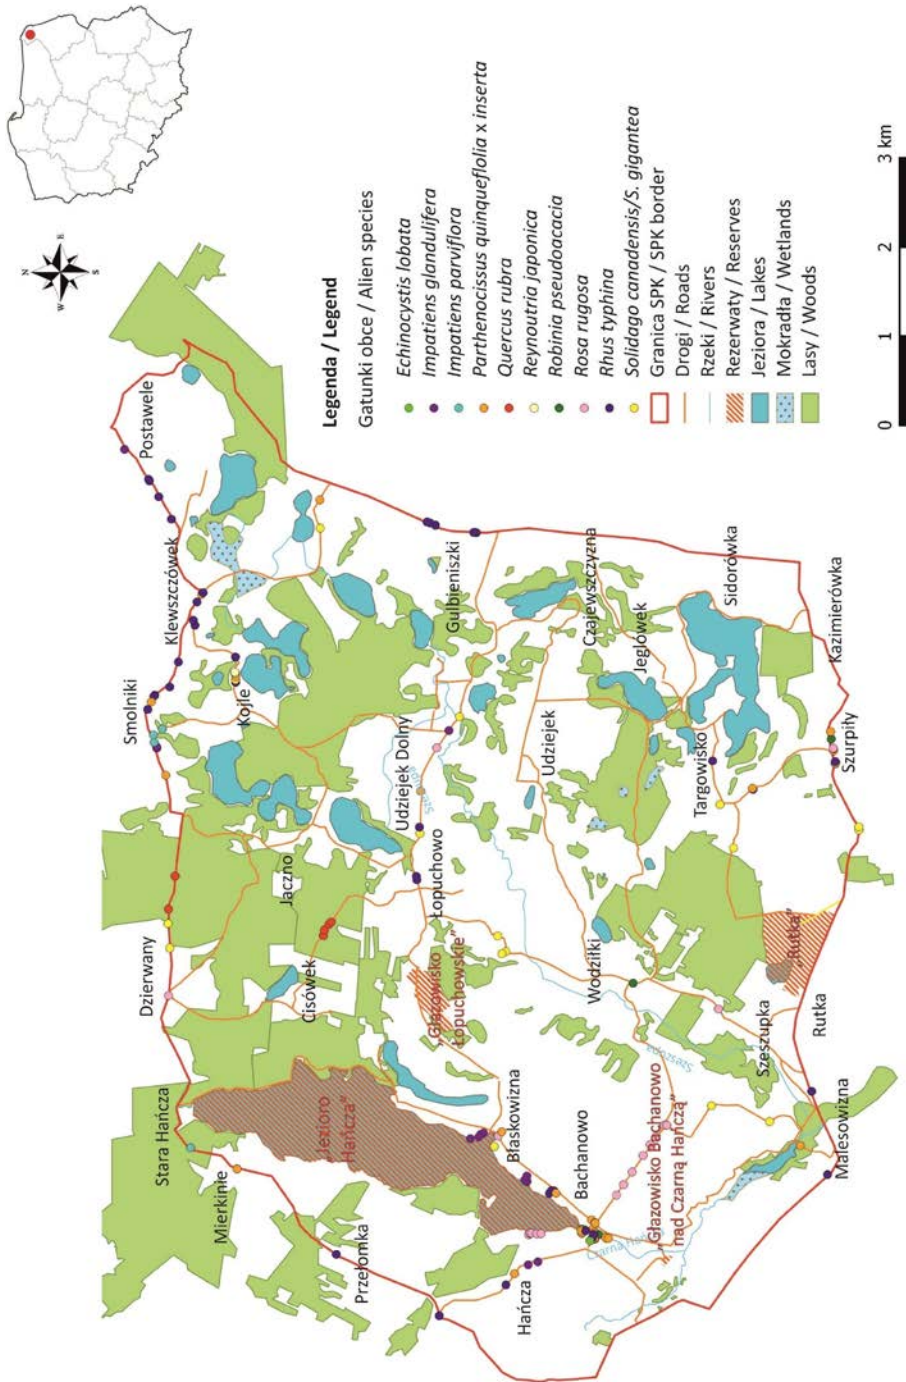 N
W
E
S
Postawele
Klewszczówek
Smolniki
Kojle
Dzierwany
Jaczno
Cisówek
Stara Hańcza
Mierkinie
Przełomka
„Jezioro
Hańcza”
Gulbieniszki
Udziejek Dolny
Szeszupa
Łopuchowo
„Głazowisko
Łopuchowskie”
Błaskowizna
Bachanowo
Hańcza
Czarna
Czajewszczyzna
Jeglówek
Udziejek
Wodziłki
Szeszupa
„Głazowisko Bachanowo
nad Czarną Hańczą”
Sidorówka
Targowisko
Kazimierówka
Szurpiły
„Rutka”
Rutka
Szeszupka
Malesowizna
Legenda / Legend
Gatunki obce / Alien species
Echinocystis lobata
Impatiens glandulifera
Impatiens parviflora
Parthenocissus quinqueflolia x inserta
Quercus rubra
Reynoutria japonica
Robinia pseudoacacia
Rosa rugosa
Rhus typhina
Solidago canadensis/S. gigantea
Granica SPK / SPK border
Drogi / Roads
Rzeki / Rivers
Rezerwaty / Reserves
Jeziora / Lakes
Mokradła / Wetlands
Lasy / Woods
0 1 2 3 km